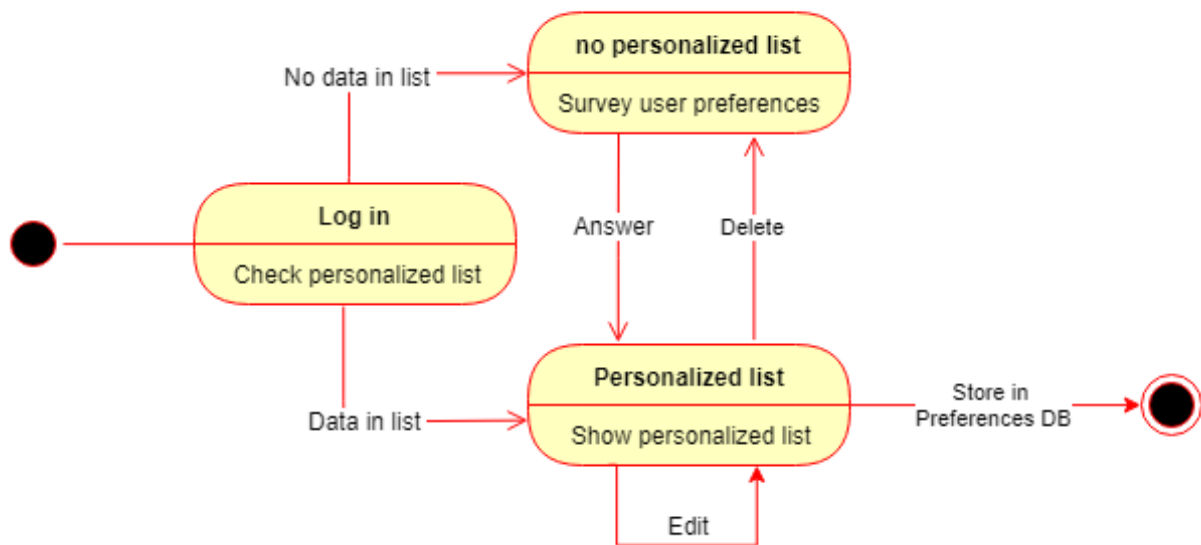 no personalized list
Survey user preferences
No data in list
Log in
Check personalized list
Answer
Delete
Personalized list
Show personalized list
Data in list
Store in
Preferences DB
Edit